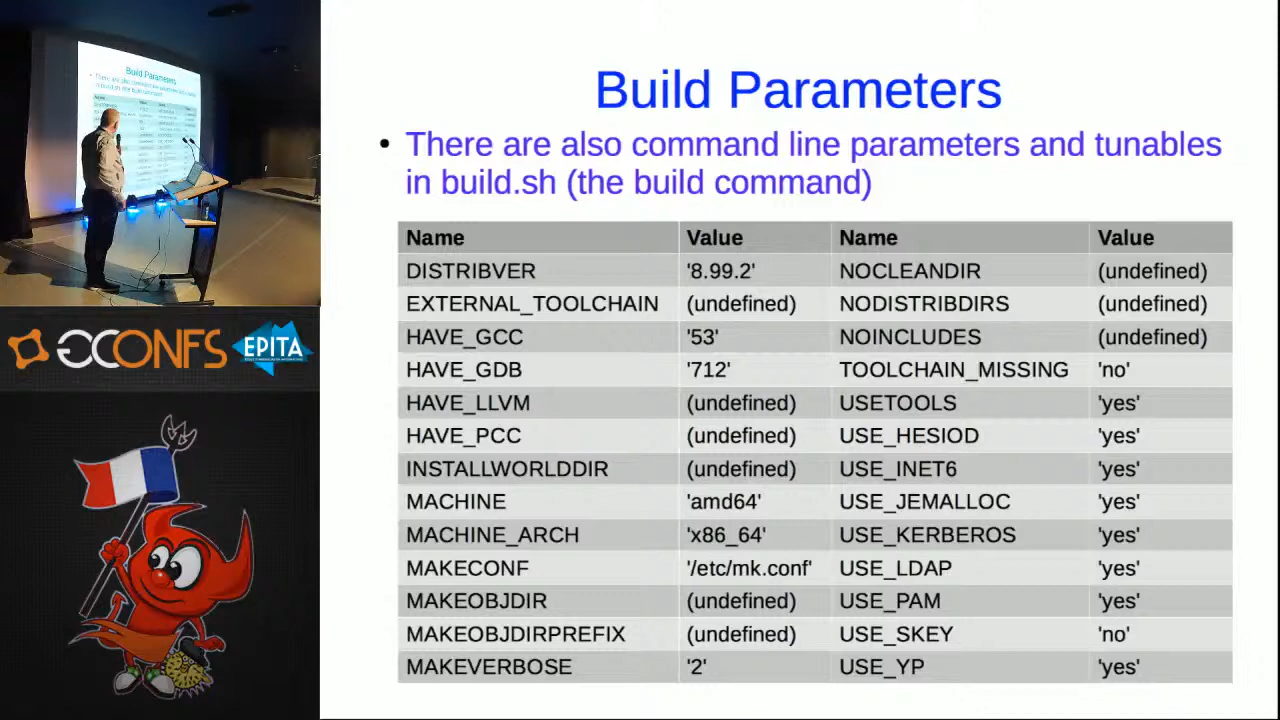 Build Parameters
• There are also command line parameters and tunables
in build.sh (the build command)
Name Value Name Value
DISTRIBVER '8.99.2' NOCLEANDIR (undefined)
EXTERNAL_TOOLCHAIN (undefined) NODISTRIBDIRS (undefined)
HAVE_GCC '53' NOINCLUDES (undefined)
HAVE_GDB '712' TOOLCHAIN_MISSING 'no'
HAVE_LLVM (undefined) USETOOLS 'yes'
HAVE_PCC (undefined) USE_HESIOD 'yes'
INSTALLWORLDDIR (undefined) USE_INET6 'yes'
MACHINE 'amd64' USE_JEMALLOC 'yes'
MACHINE_ARCH 'x86_64' USE_KERBEROS 'yes'
MAKECONF '/etc/mk.conf' USE_LDAP 'yes'
MAKEOBJDIR (undefined) USE_PAM 'yes'
MAKEOBJDIRPREFIX (undefined) USE_SKEY 'no'
MAKEVERBOSE '2' USE_YP 'yes'
Build Parameters
GCONFS
EPITA